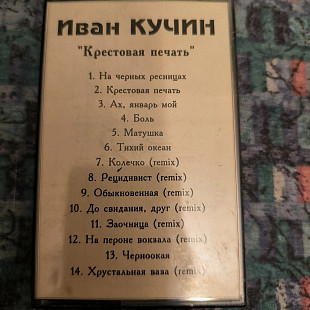 Иван КУЧИН
"Крестовая печать"
1. На черных ресницах
2. Крестовая печать
3. Ах, январь мой
4. Боль
5. Матушка
6. Тихий океан
7. Колечко (remix)
8. Рецидивист (remix)
9. Обыкновенная (remix)
10. До свидания, друг (remix)
11. Заочница (remix)
12. На пероне вокзала (remix)
13. Черноокая
14. Хрустальная ваза (remix)